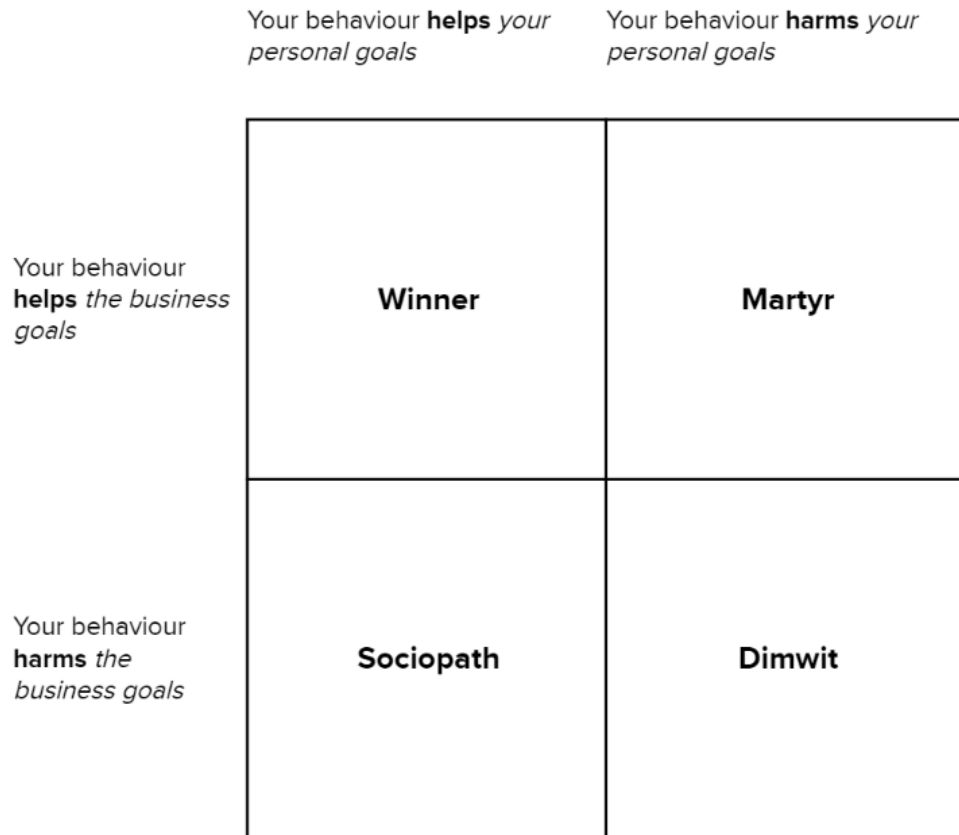 Your behaviour helps your
personal goals
Your behaviour harms your
personal goals
Your behaviour
helps the business
goals
Winner
Martyr
Your behaviour
harms the
business goals
Sociopath
Dimwit